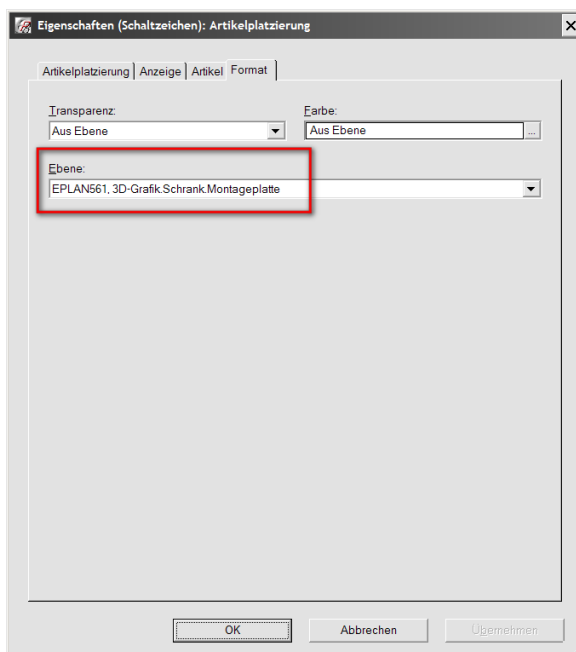 Eigenschaften (Schaltzeichen): Artikelplatzierung
Artikelplatzierung Anzeige Artikel Format
Transparenz: Farbe:
Aus Ebene Aus Ebene ...
Ebene:
EPLAN561, 3D-Grafik.Schrank.Montageplatte
OK Abbrechen Übernehmen